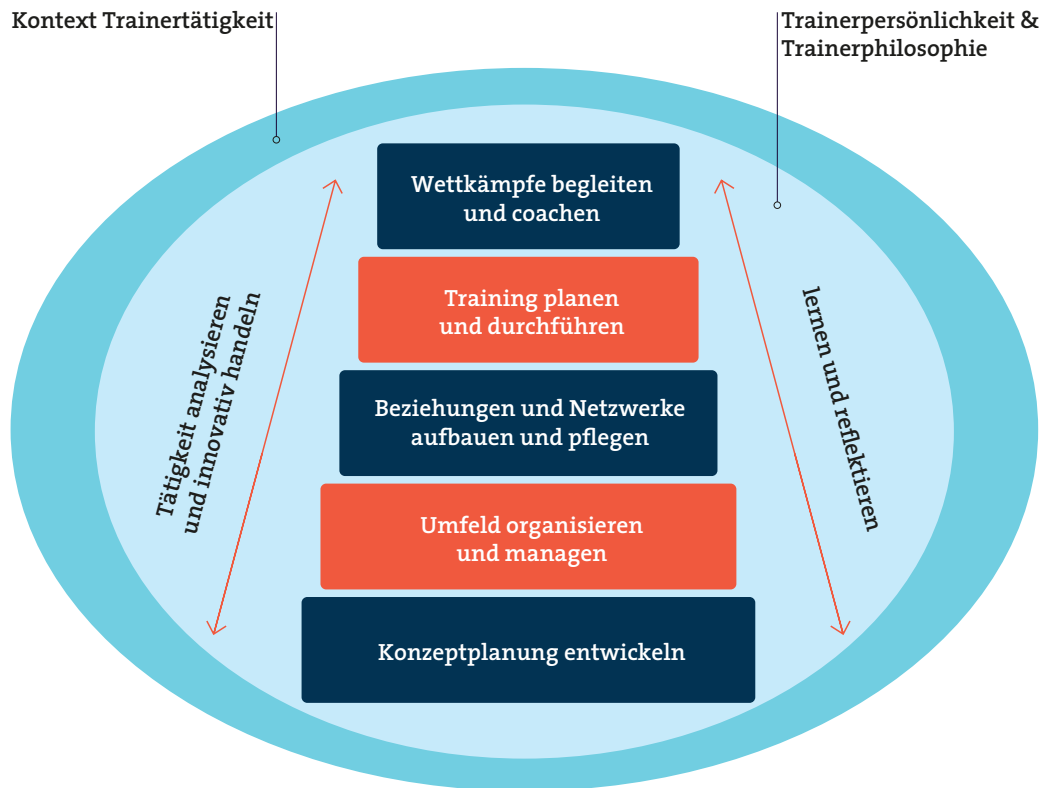 Kontext Trainertätigkeit
Trainerpersönlichkeit &
Trainerphilosophie
Wettkämpfe begleiten
und coachen
Training planen
und durchführen
Beziehungen und Netzwerke
aufbauen und pflegen
Umfeld organisieren
und managen
Konzeptplanung entwickeln
Tätigkeit analysieren
und innovativ handeln
lernen und reflektieren